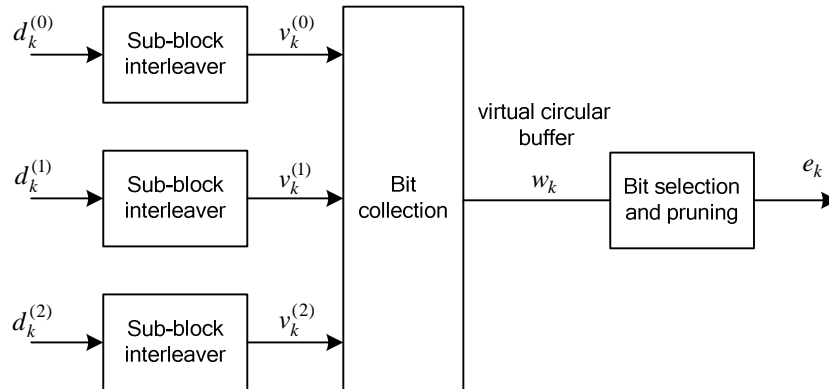 d_k^{(0)}
Sub-block
interleaver
v_k^{(0)}
d_k^{(1)}
Sub-block
interleaver
v_k^{(1)}
d_k^{(2)}
Sub-block
interleaver
v_k^{(2)}
Bit
collection
virtual circular
buffer
w_k
Bit selection
and pruning
e_k